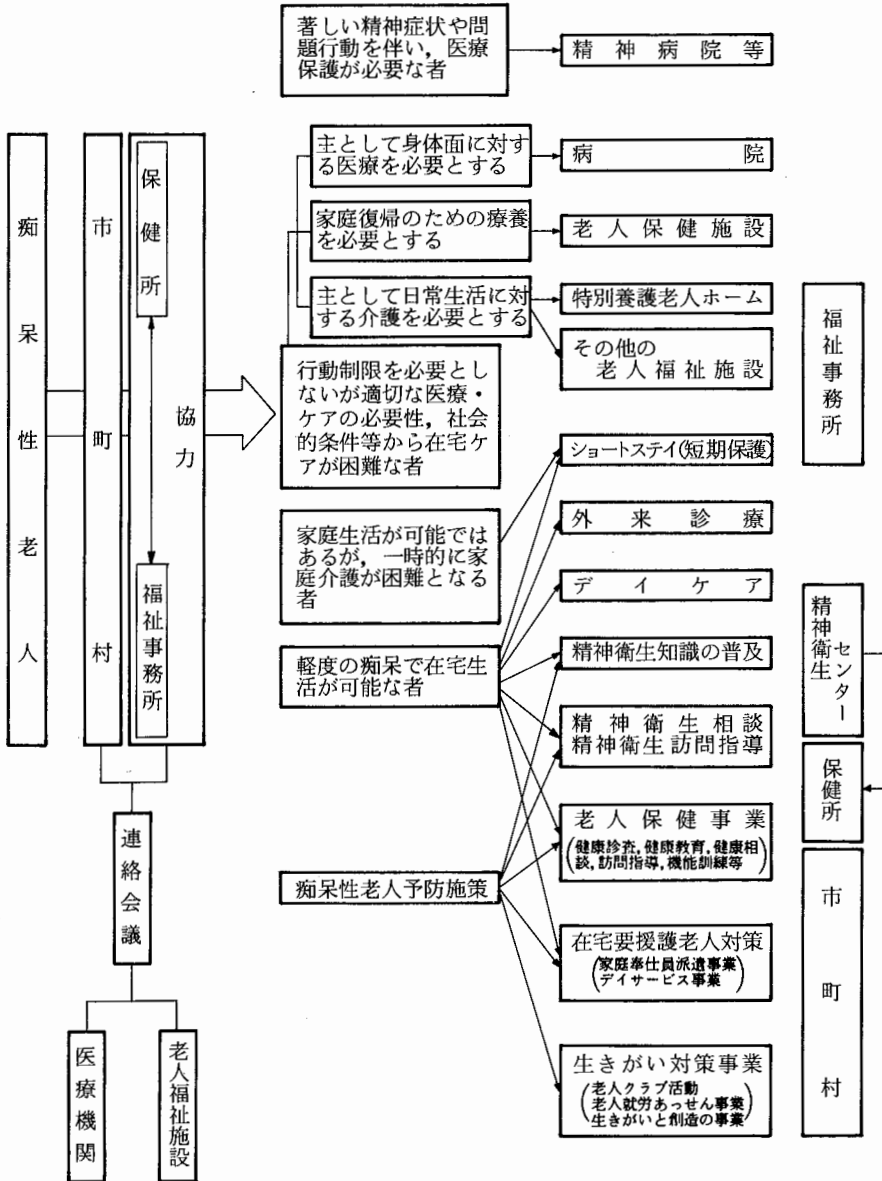 著しい精神症状や問
題行動を伴い，医療
保護が必要な者
精神病院等
痴呆性老人
市町村
保健所
協力
福祉事務所
主として身体面に対す
る医療を必要とする
病院
家庭復帰のための療養
を必要とする
老人保健施設
主として日常生活に対
する介護を必要とする
特別養護老人ホーム
その他の
老人福祉施設
福祉事務所
行動制限を必要とし
ないが適切な医療・
ケアの必要性，社会
的条件等から在宅ケ
アが困難な者
ショートステイ(短期保護)
家庭生活が可能では
あるが，一時的に家
庭介護が困難となる
者
外来診療
デイケア
軽度の痴呆で在宅生
活が可能な者
精神衛生知識の普及
精神衛生
センター
精神衛生相談
精神衛生訪問指導
保健所
連絡会議
老人保健事業
(健康診査，健康教育，健康相
談，訪問指導，機能訓練等)
痴呆性老人予防施策
市町村
在宅要援護老人対策
(家庭奉仕員派遣事業
デイサービス事業)
医療機関
老人福祉施設
生きがい対策事業
(老人クラブ活動
老人就労あっせん事業
生きがいと創造の事業)